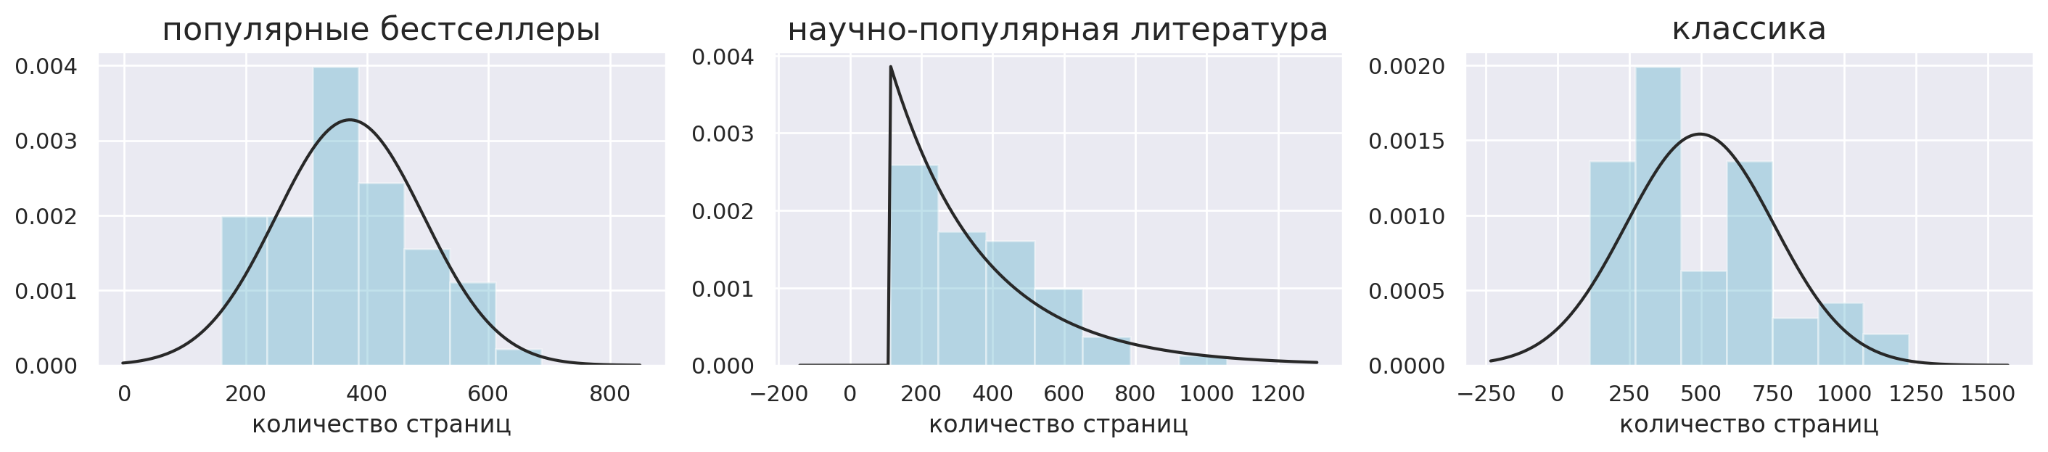 популярные бестселлеры
0.004
0.003
0.002
0.001
0.000
0 200 400 600 800
количество страниц
научно-популярная литература
0.004
0.003
0.002
0.001
0.000
−200 0 200 400 600 800 1000 1200
количество страниц
классика
0.0020
0.0015
0.0010
0.0005
0.0000
−250 0 250 500 750 1000 1250 1500
количество страниц